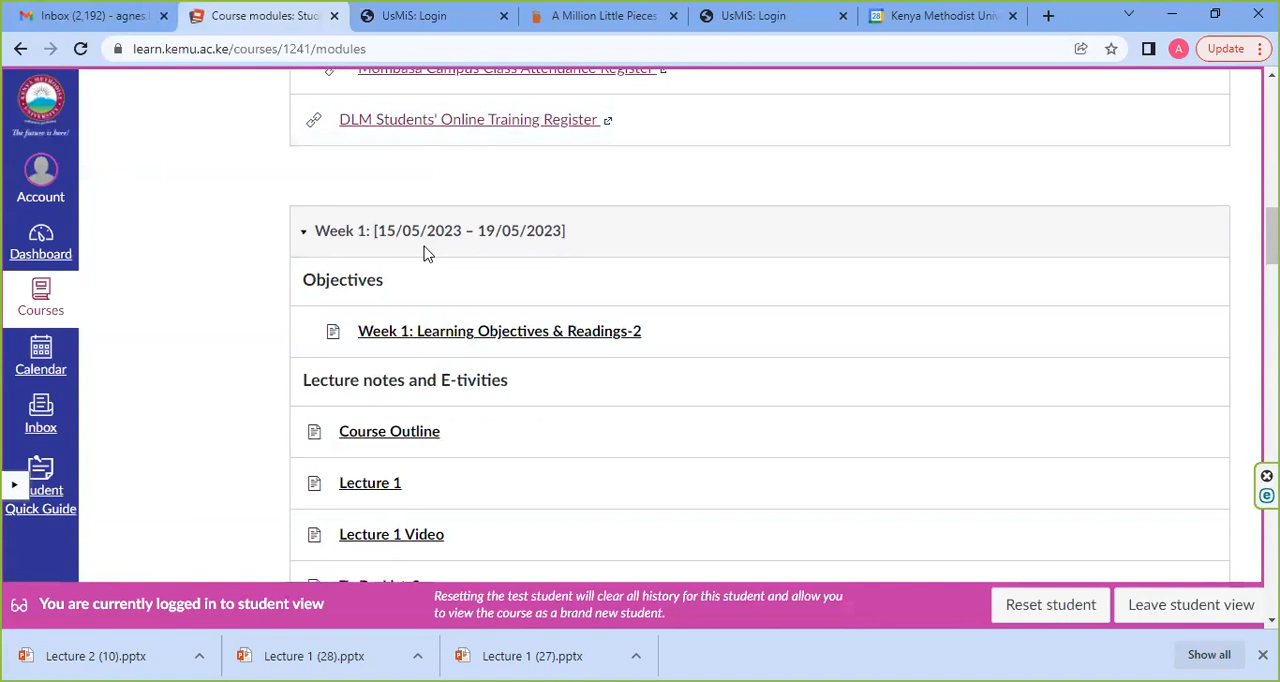 Inbox (2,192) - agnes.
Course modules: Stud
UsMiS: Login
A Million Little Pieces
UsMiS: Login
28
Kenya Methodist Univ
learn.kemu.ac.ke/courses/1241/modules
A
Update
The future is here!
Account
Dashboard
Courses
Calendar
Inbox
tudent
Quick Guide
Mombasa Campus Class Attendance Register
DLM Students' Online Training Register
Week 1: [15/05/2023 – 19/05/2023]
Objectives
Week 1: Learning Objectives & Readings-2
Lecture notes and E-tivities
Course Outline
Lecture 1
Lecture 1 Video
You are currently logged in to student view
Resetting the test student will clear all history for this student and allow you
to view the course as a brand new student.
Reset student
Leave student view
Lecture 2 (10).pptx
Lecture 1 (28).pptx
Lecture 1 (27).pptx
Show all